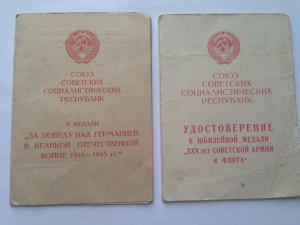 СОЮЗ
СОВЕТСКИХ
СОЦИАЛИСТИЧЕСКИХ
РЕСПУБЛИК
К МЕДАЛИ
„ЗА ПОБЕДУ НАД ГЕРМАНИЕЙ
В ВЕЛИКОЙ ОТЕЧЕСТВЕННОЙ
ВОЙНЕ 1941—1945 гг."
СОЮЗ
СОВЕТСКИХ
СОЦИАЛИСТИЧЕСКИХ
РЕСПУБЛИК
УДОСТОВЕРЕНИЕ
К ЮБИЛЕЙНОЙ МЕДАЛИ
„XXX ЛЕТ СОВЕТСКОЙ АРМИИ
И ФЛОТА"